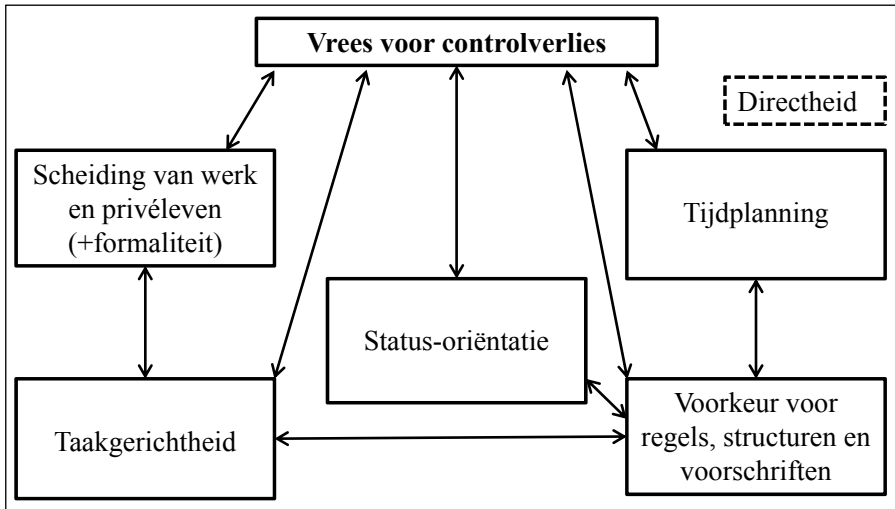 Vrees voor controlverlies
Directheid
Scheiding van werk
en privéleven
(+formaliteit)
Tijdplanning
Status-oriëntatie
Taakgerichtheid
Voorkeur voor
regels, structuren en
voorschriften